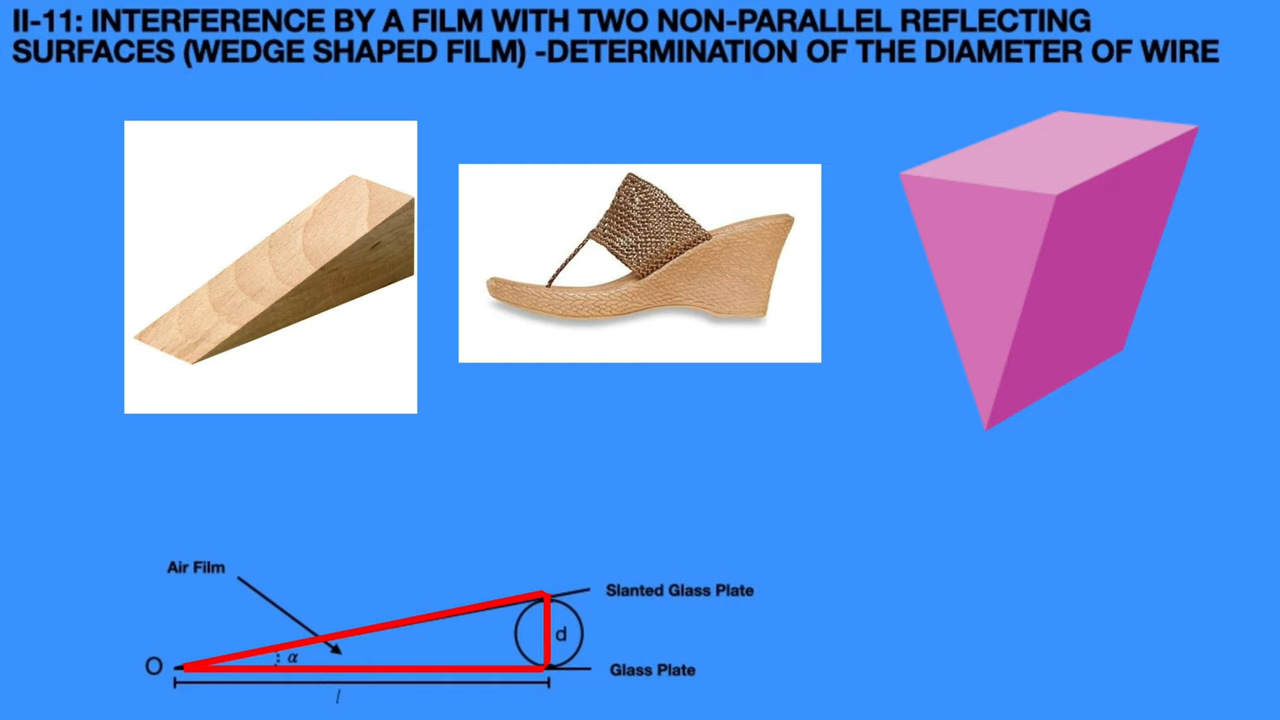 II-11: INTERFERENCE BY A FILM WITH TWO NON-PARALLEL REFLECTING
SURFACES (WEDGE SHAPED FILM) -DETERMINATION OF THE DIAMETER OF WIRE
Air Film
Slanted Glass Plate
d
O
α
Glass Plate
l